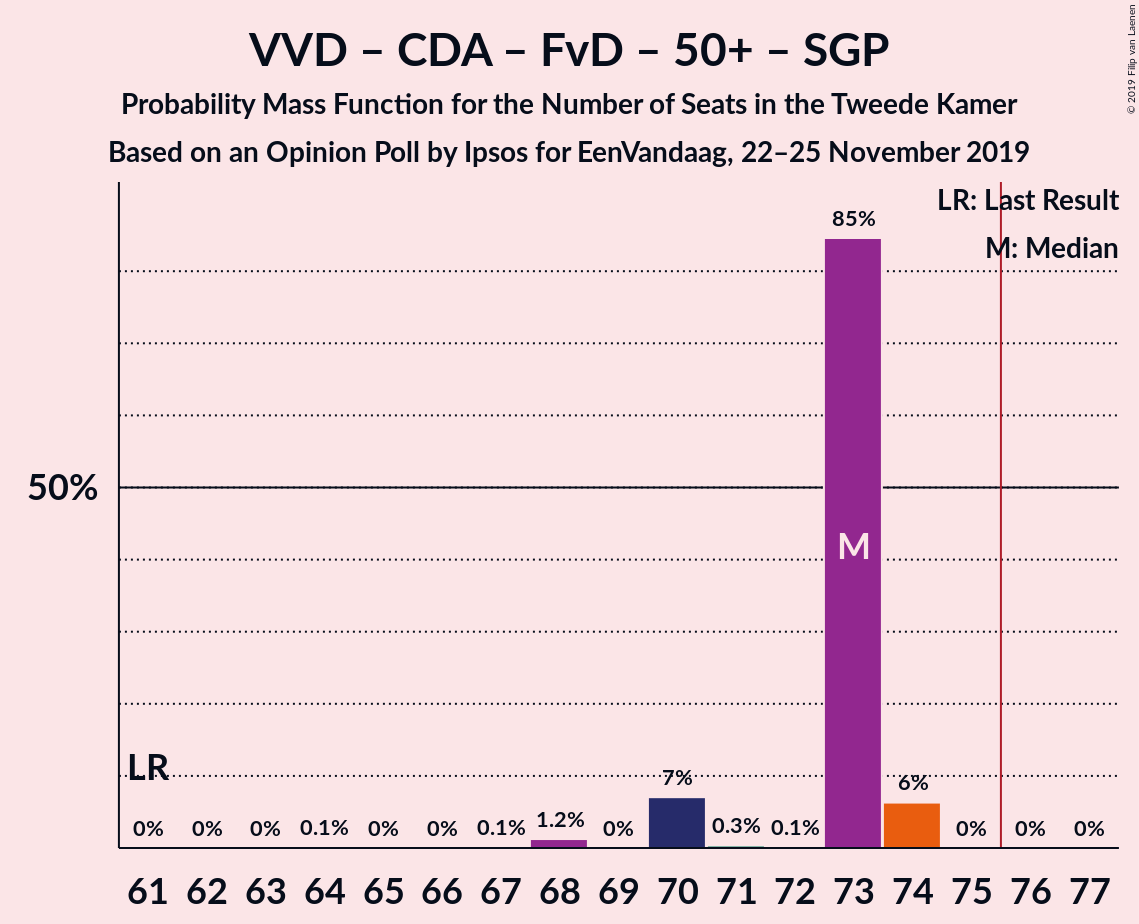 VVD – CDA – FvD – 50+ – SGP
Probability Mass Function for the Number of Seats in the Tweede Kamer
Based on an Opinion Poll by Ipsos for EenVandaag, 22–25 November 2019
© 2019 Filip van Laenen
LR: Last Result
M: Median
85%
50%
M
LR
0% 0% 0% 0.1% 0% 0% 0.1% 1.2% 0% 7% 0.3% 0.1% 6% 0% 0% 0%
61 62 63 64 65 66 67 68 69 70 71 72 73 74 75 76 77